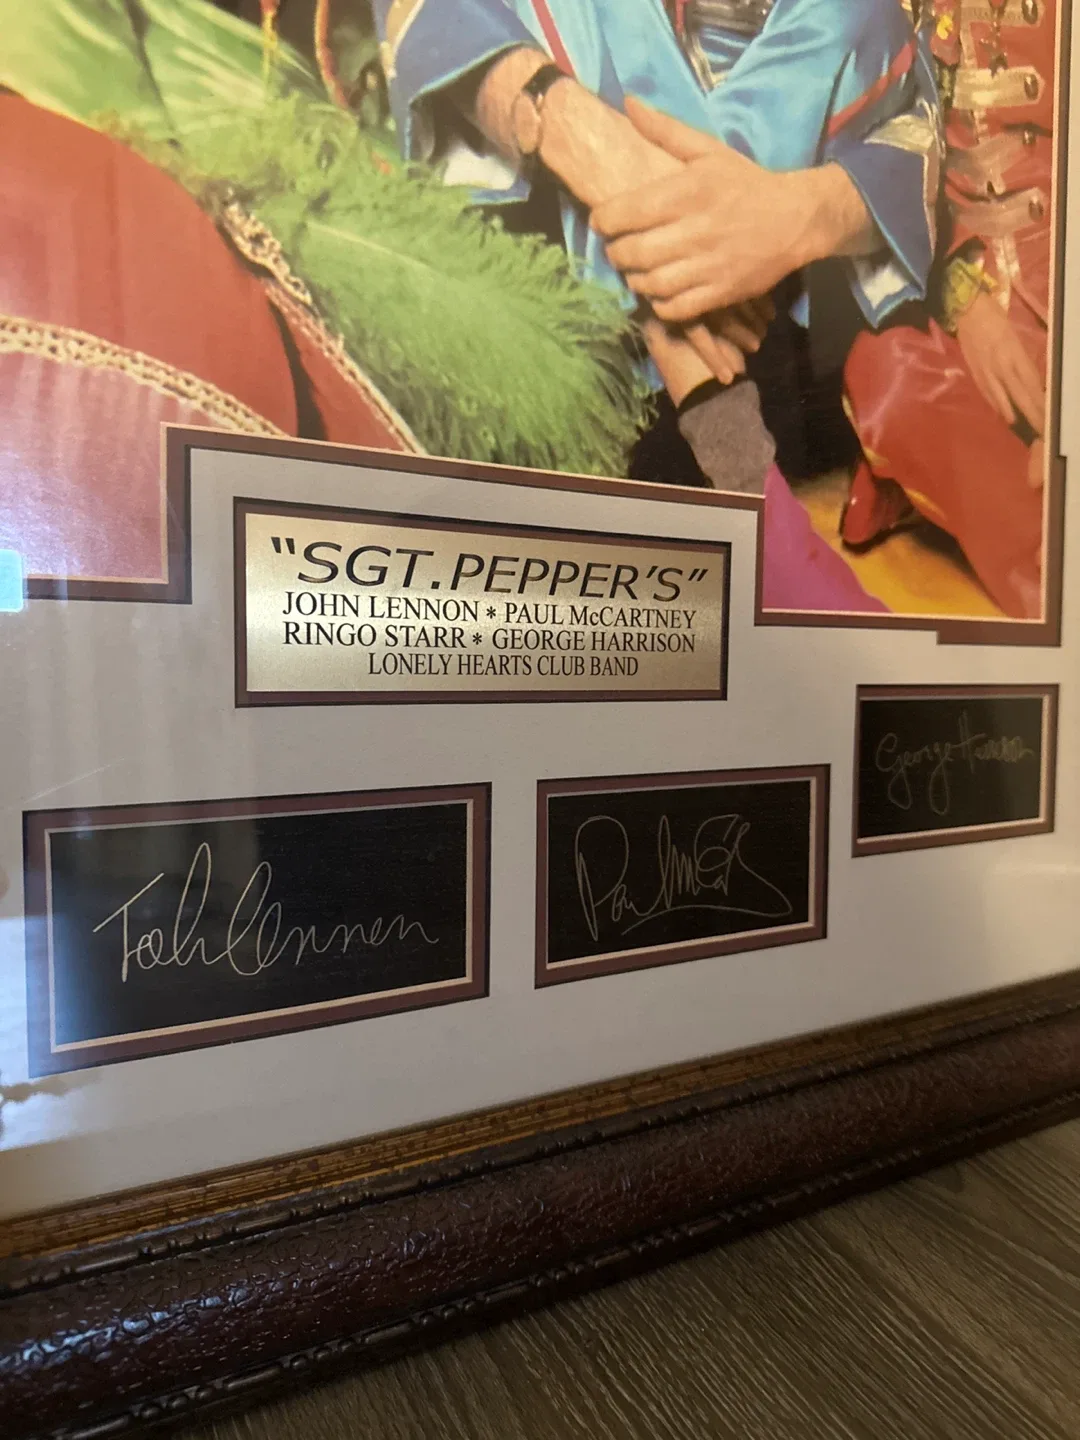 "SGT. PEPPER'S"
JOHN LENNON * PAUL McCARTNEY
RINGO STARR * GEORGE HARRISON
LONELY HEARTS CLUB BAND
George Harrison
John Lennon
Paul McCartney